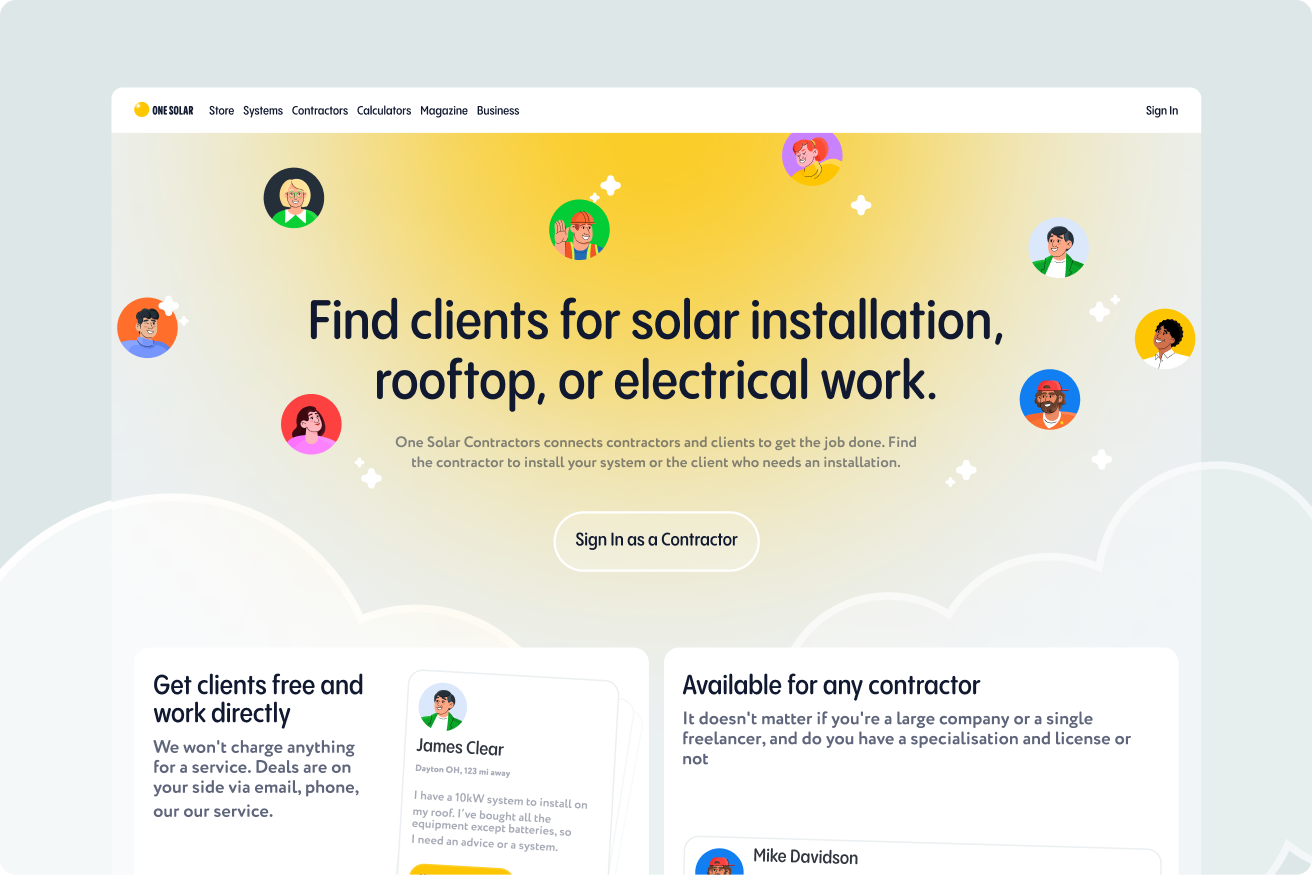 ONE SOLAR Store Systems Contractors Calculators Magazine Business Sign In
Find clients for solar installation,
rooftop, or electrical work.
One Solar Contractors connects contractors and clients to get the job done. Find
the contractor to install your system or the client who needs an installation.
Sign In as a Contractor
Get clients free and
work directly
We won't charge anything
for a service. Deals are on
your side via email, phone,
our our service.
James Clear
Dayton OH, 123 mi away
I have a 10kW system to install on
my roof. I've bought all the
equipment except batteries, so
I need an advice or a system.
Available for any contractor
It doesn't matter if you're a large company or a single
freelancer, and do you have a specialisation and license or
not
Mike Davidson